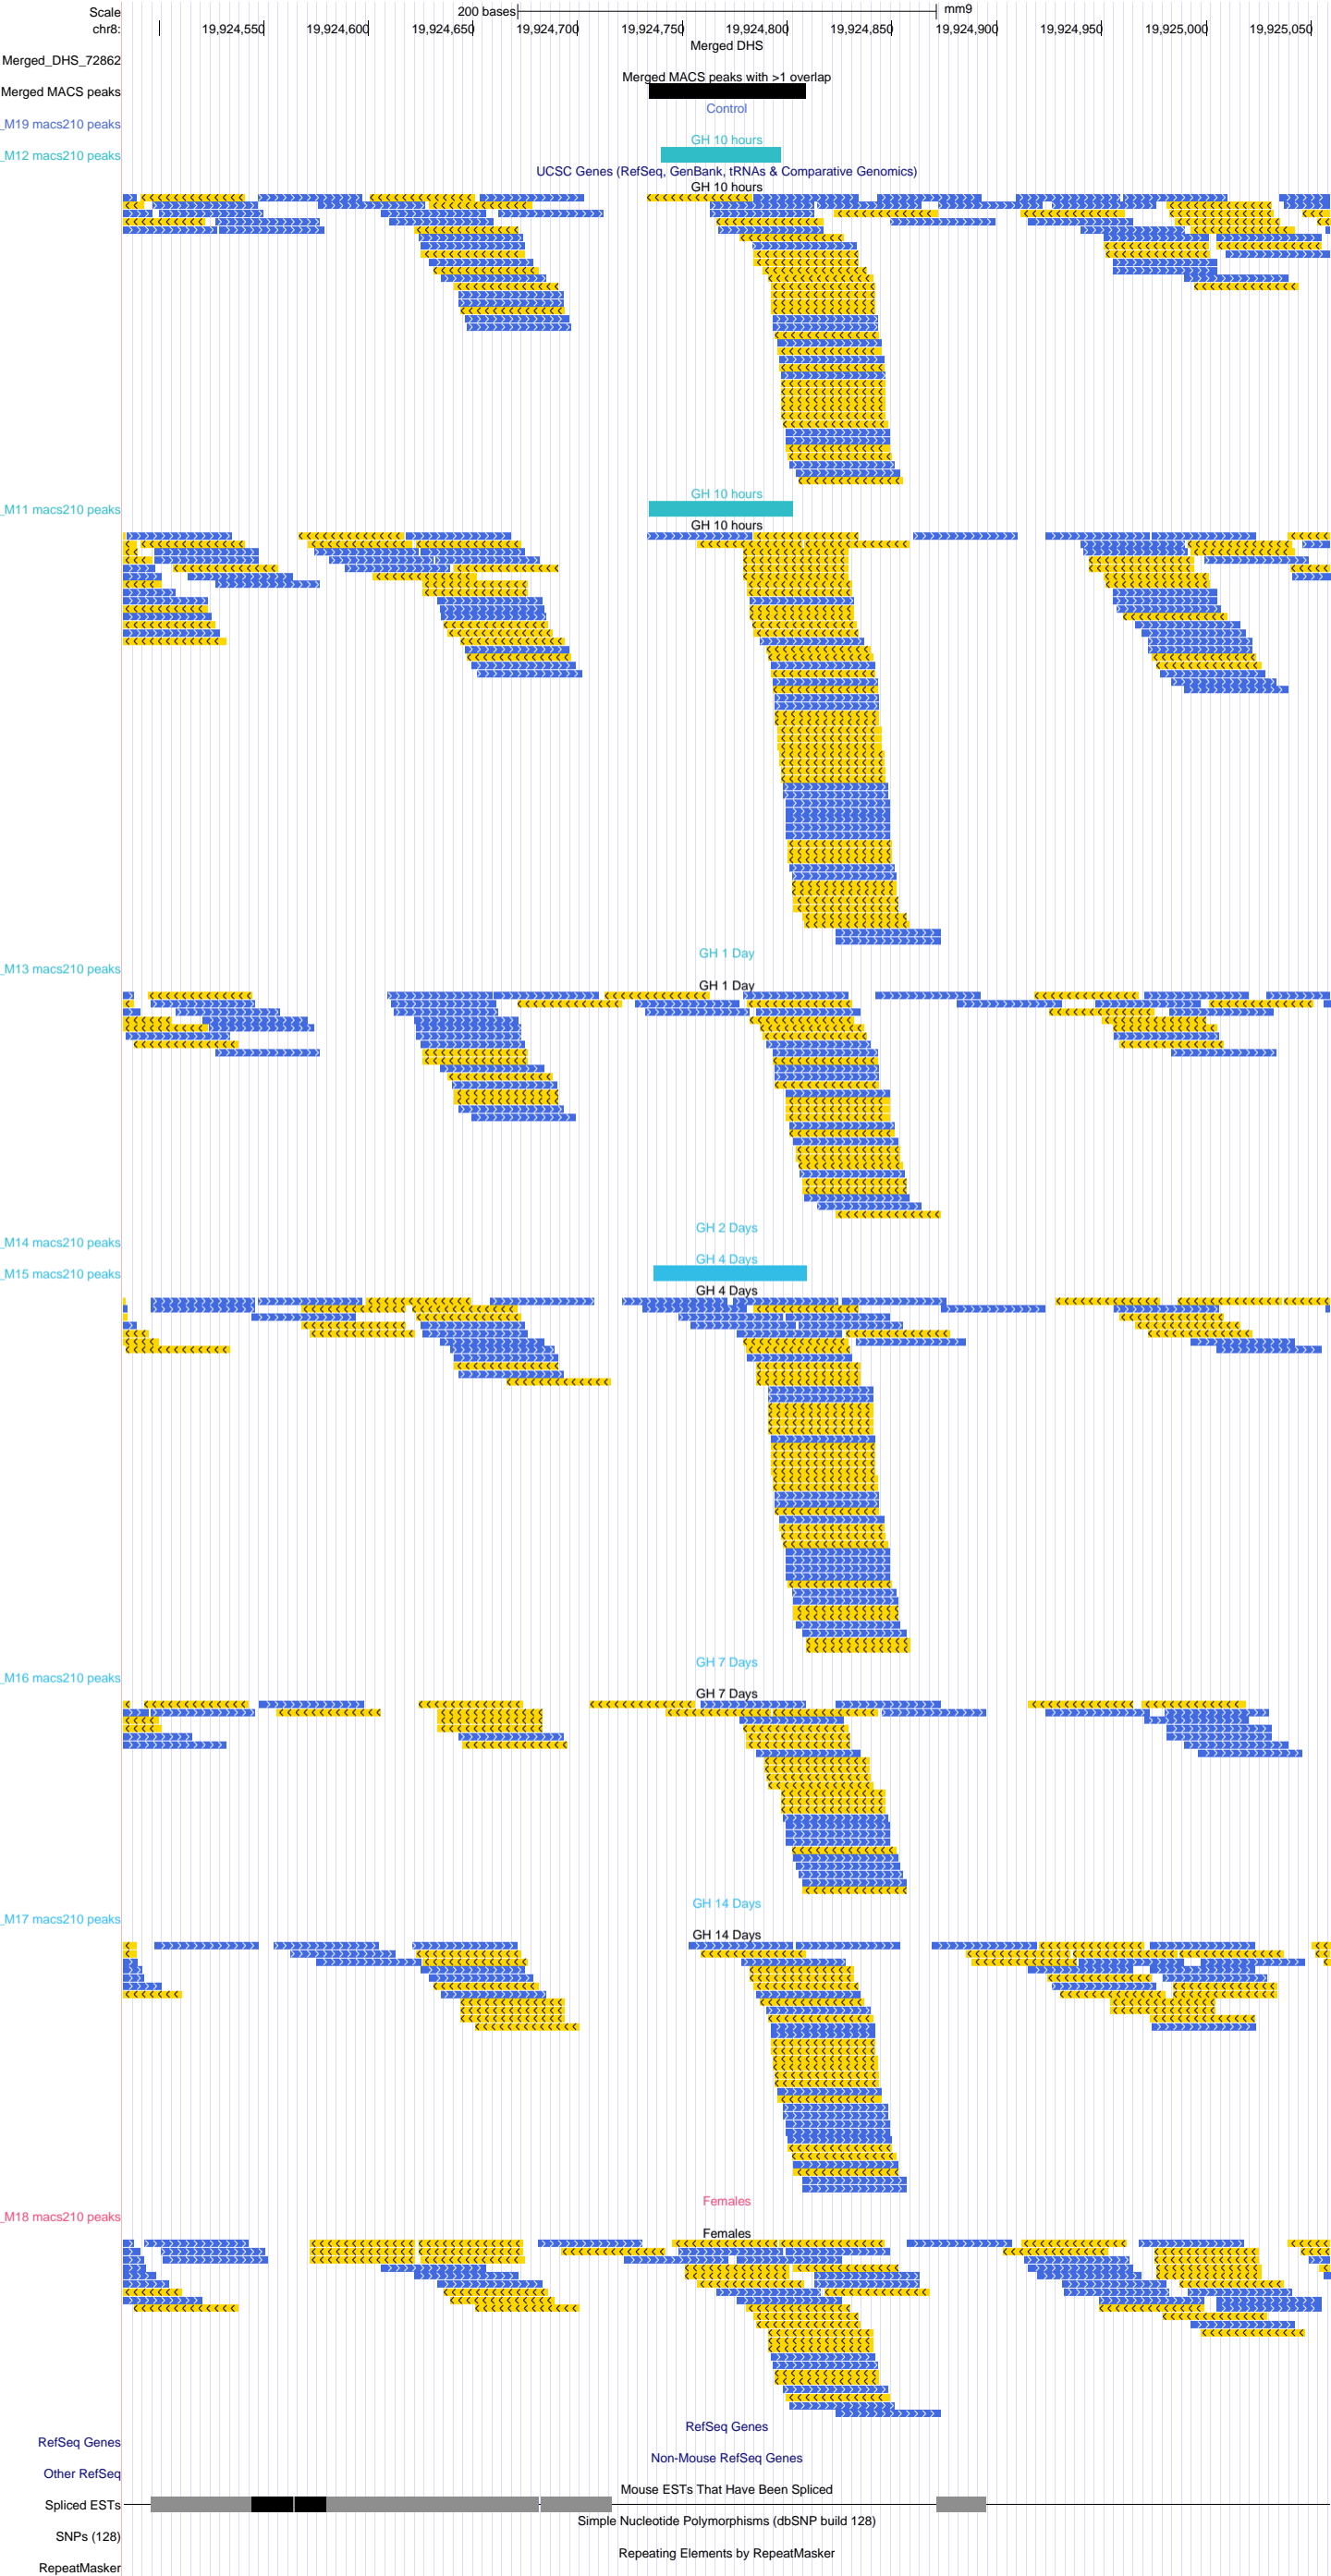 Scale 200 bases mm9
chr8: 19,924,550 19,924,600 19,924,650 19,924,700 19,924,750 19,924,800 19,924,850 19,924,900 19,924,950 19,925,000 19,925,050
Merged DHS
Merged_DHS_72862
Merged MACS peaks with >1 overlap
Merged MACS peaks
Control
_M19 macs210 peaks
GH 10 hours
_M12 macs210 peaks
UCSC Genes (RefSeq, GenBank, tRNAs & Comparative Genomics)
GH 10 hours
GH 10 hours
_M11 macs210 peaks
GH 10 hours
GH 1 Day
_M13 macs210 peaks
GH 1 Day
GH 2 Days
_M14 macs210 peaks
GH 4 Days
_M15 macs210 peaks
GH 4 Days
GH 7 Days
_M16 macs210 peaks
GH 7 Days
GH 14 Days
_M17 macs210 peaks
GH 14 Days
Females
_M18 macs210 peaks
Females
RefSeq Genes
RefSeq Genes
Non-Mouse RefSeq Genes
Other RefSeq
Mouse ESTs That Have Been Spliced
Spliced ESTs
Simple Nucleotide Polymorphisms (dbSNP build 128)
SNPs (128)
Repeating Elements by RepeatMasker
RepeatMasker